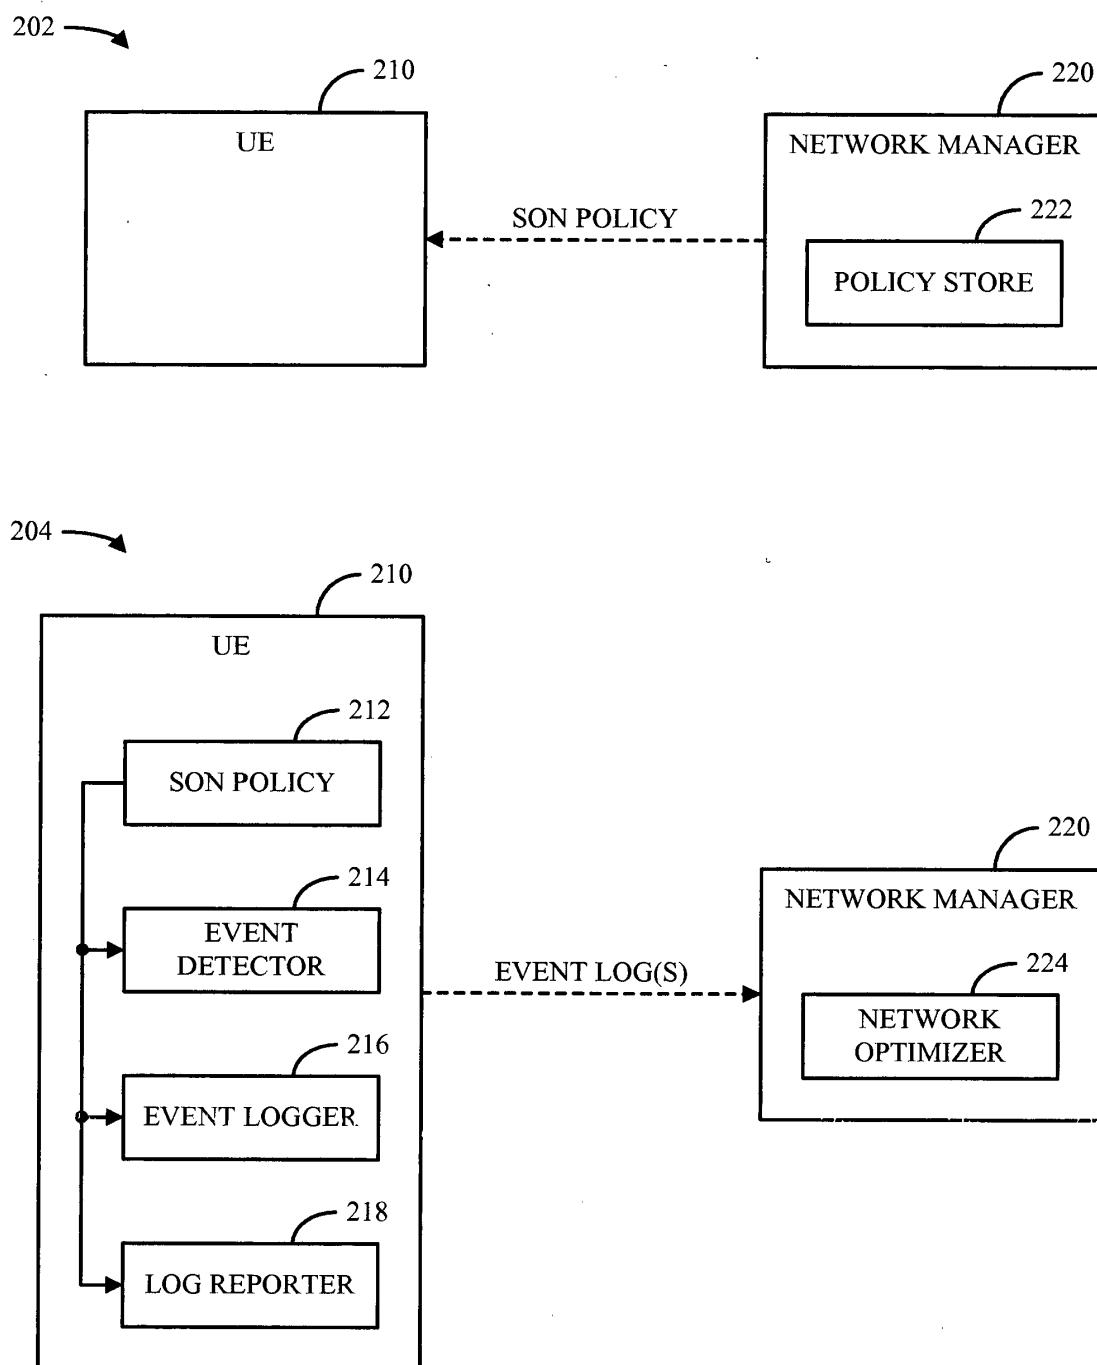 202
210
220
UE
NETWORK MANAGER
SON POLICY
222
POLICY STORE
204
210
UE
212
SON POLICY
214
EVENT
DETECTOR
216
EVENT LOGGER
218
LOG REPORTER
EVENT LOG(S)
220
NETWORK MANAGER
224
NETWORK
OPTIMIZER